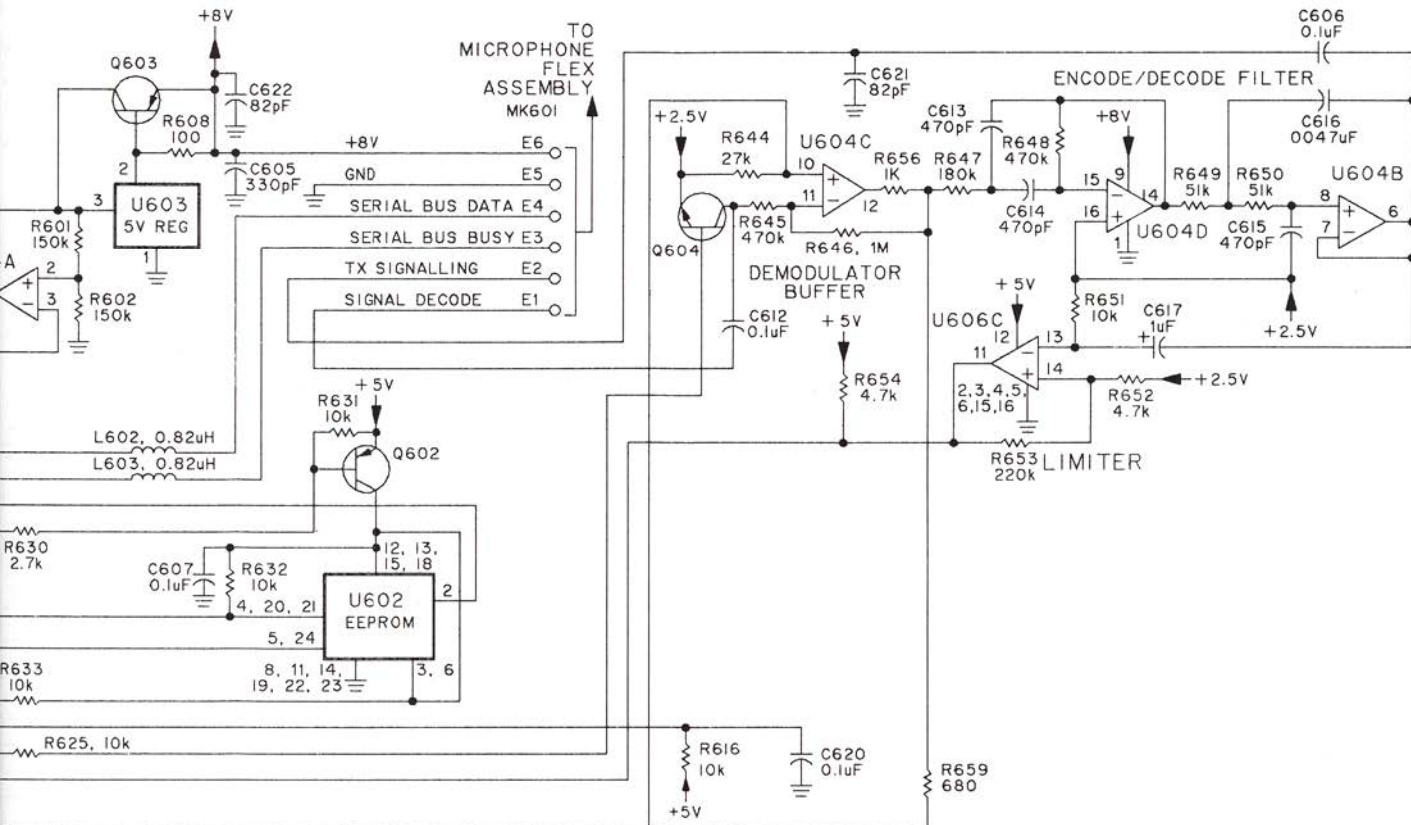 +8V
Q603
C622
82pF
R608
100
2
+8V
C605
330pF
3
U603
5V REG
1
R601
150k
A
2
+
3
−
R602
150k
TO
MICROPHONE
FLEX
ASSEMBLY
MK601
E6
GND
E5
SERIAL BUS DATA E4
SERIAL BUS BUSY E3
TX SIGNALLING E2
SIGNAL DECODE E1
C606
0.1uF
C621
82pF
ENCODE/DECODE FILTER
C616
0047uF
+2.5V
R644
27k
10
+
U604C
11
−
12
Q604
R645
470k
R646, 1M
DEMODULATOR
BUFFER
R656
1K
R647
180k
C613
470pF
R648
470k
C614
470pF
+8V
9
15
−
16
+
14
U604D
1
R649
51k
R650
51k
C615
470pF
U604B
8
+
7
−
6
+2.5V
R651
10k
C617
1uF
+
+ 5V
U606C
12
11
13
−
14
+
2,3,4,5,
6,15,16
R652
4.7k
+2.5V
R653
220k
LIMITER
C612
0.1uF
+ 5V
R654
4.7k
L602, 0.82uH
L603, 0.82uH
R631
10k
+ 5V
Q602
R630
2.7k
C607
0.1uF
R632
10k
12, 13,
15, 18
2
4, 20, 21
U602
EEPROM
5, 24
8, 11, 14,
19, 22, 23
3, 6
R633
10k
R625, 10k
R616
10k
+5V
C620
0.1uF
R659
680